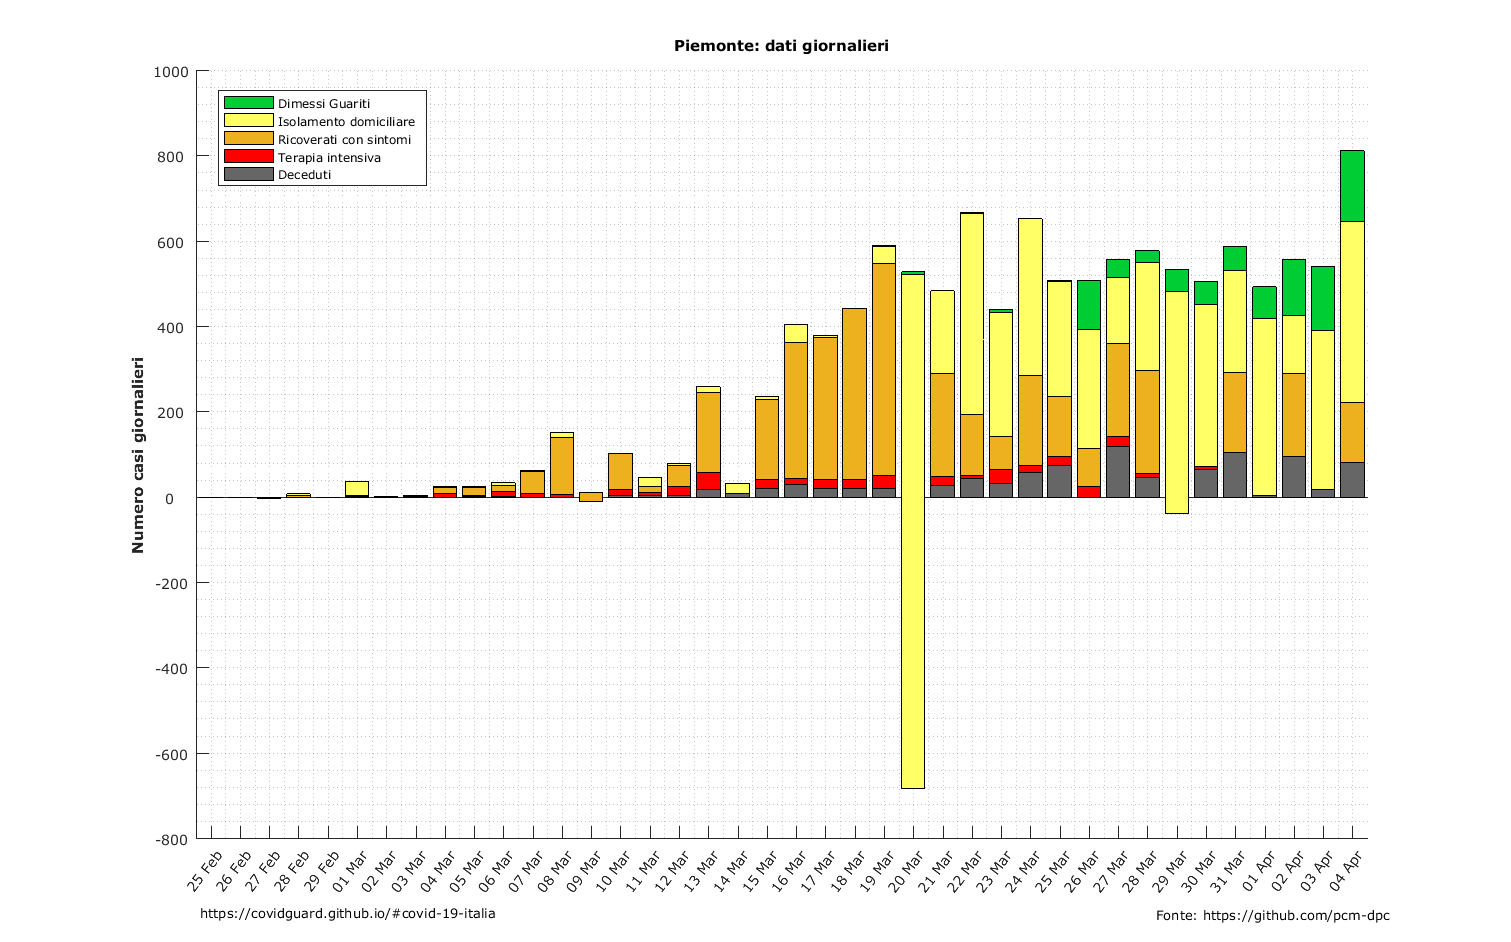 Piemonte: dati giornalieri
1000
800
600
400
200
0
-200
-400
-600
-800
Numero casi giornalieri
Dimessi Guariti
Isolamento domiciliare
Ricoverati con sintomi
Terapia intensiva
Deceduti
25 Feb
26 Feb
27 Feb
28 Feb
29 Feb
01 Mar
02 Mar
03 Mar
04 Mar
05 Mar
06 Mar
07 Mar
08 Mar
09 Mar
10 Mar
11 Mar
12 Mar
13 Mar
14 Mar
15 Mar
16 Mar
17 Mar
18 Mar
19 Mar
20 Mar
21 Mar
22 Mar
23 Mar
24 Mar
25 Mar
26 Mar
27 Mar
28 Mar
29 Mar
30 Mar
31 Mar
01 Apr
02 Apr
03 Apr
04 Apr
https://covidguard.github.io/#covid-19-italia
Fonte: https://github.com/pcm-dpc